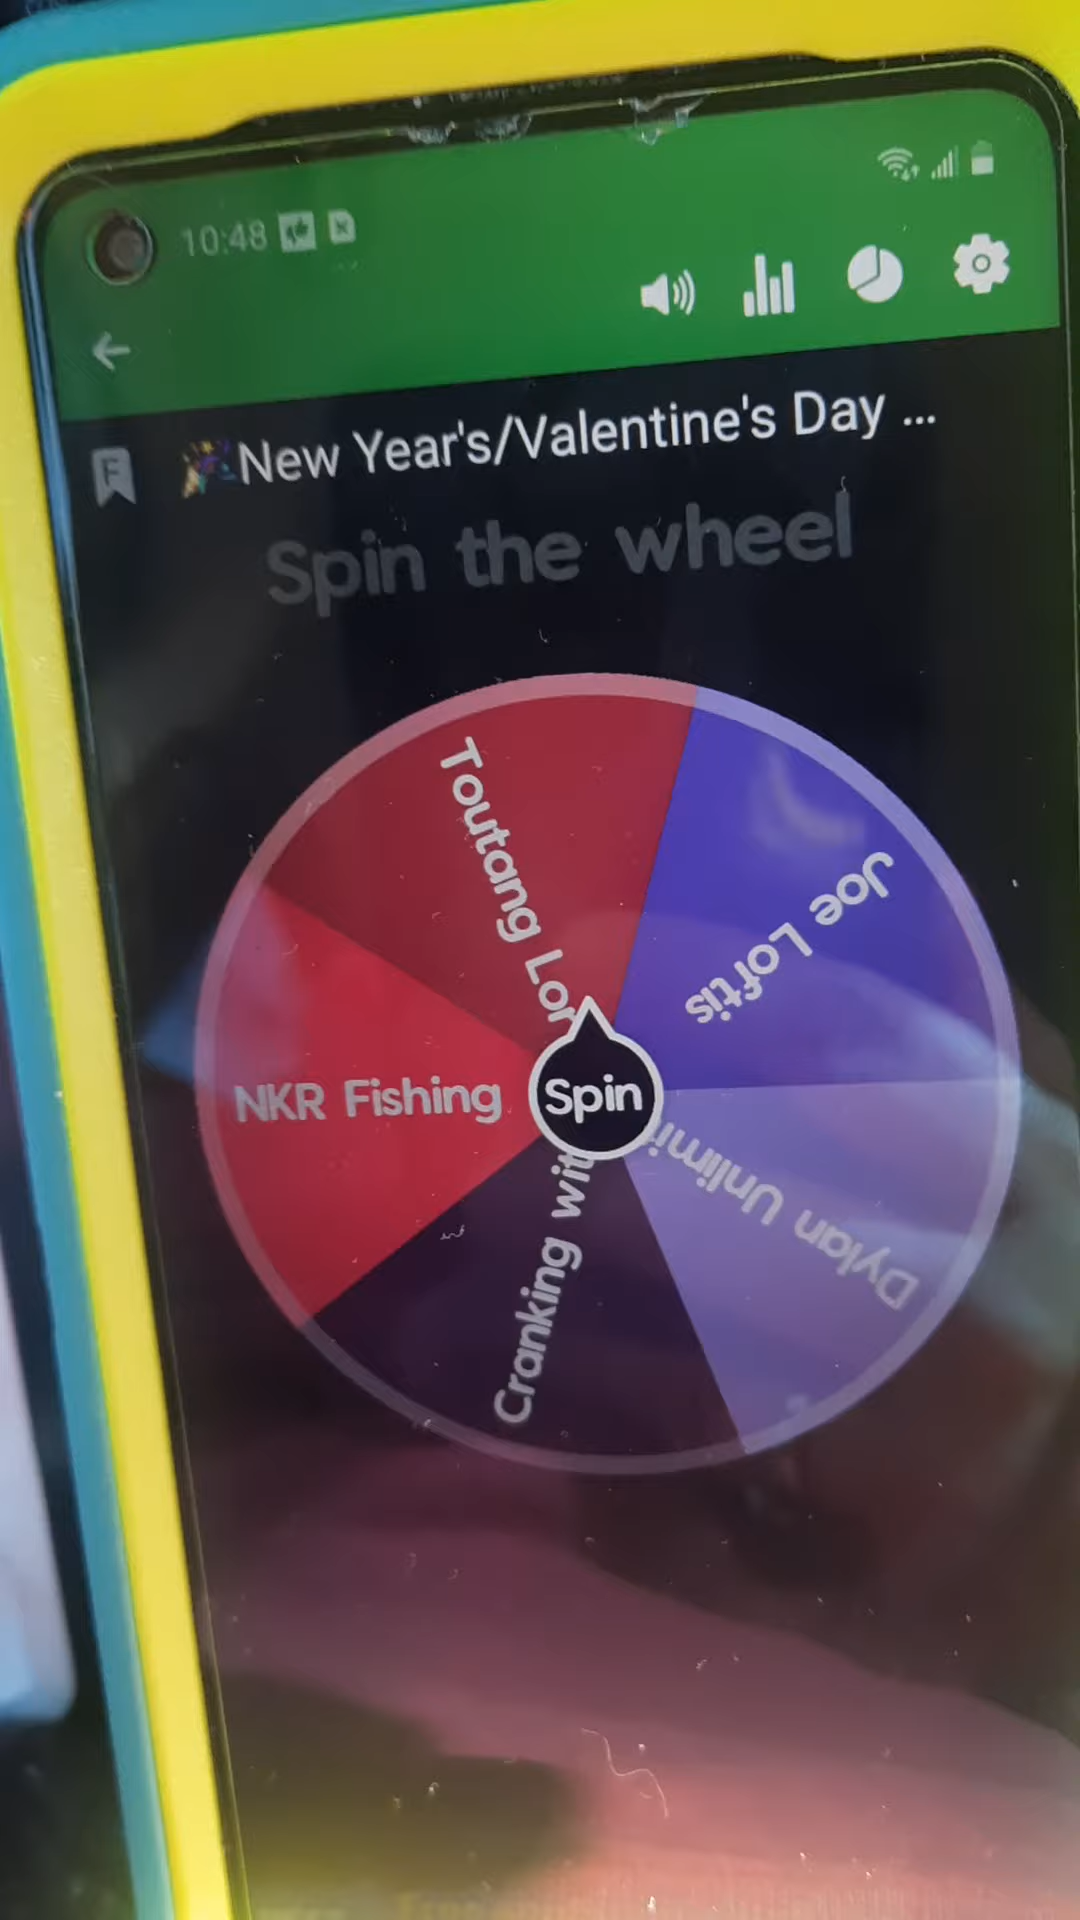 10:48
🎉New Year's/Valentine's Day ...
Spin the wheel
Toutang Lor
Joe Loftis
NKR Fishing
Spin
Dylan Unlimi
Cranking wit